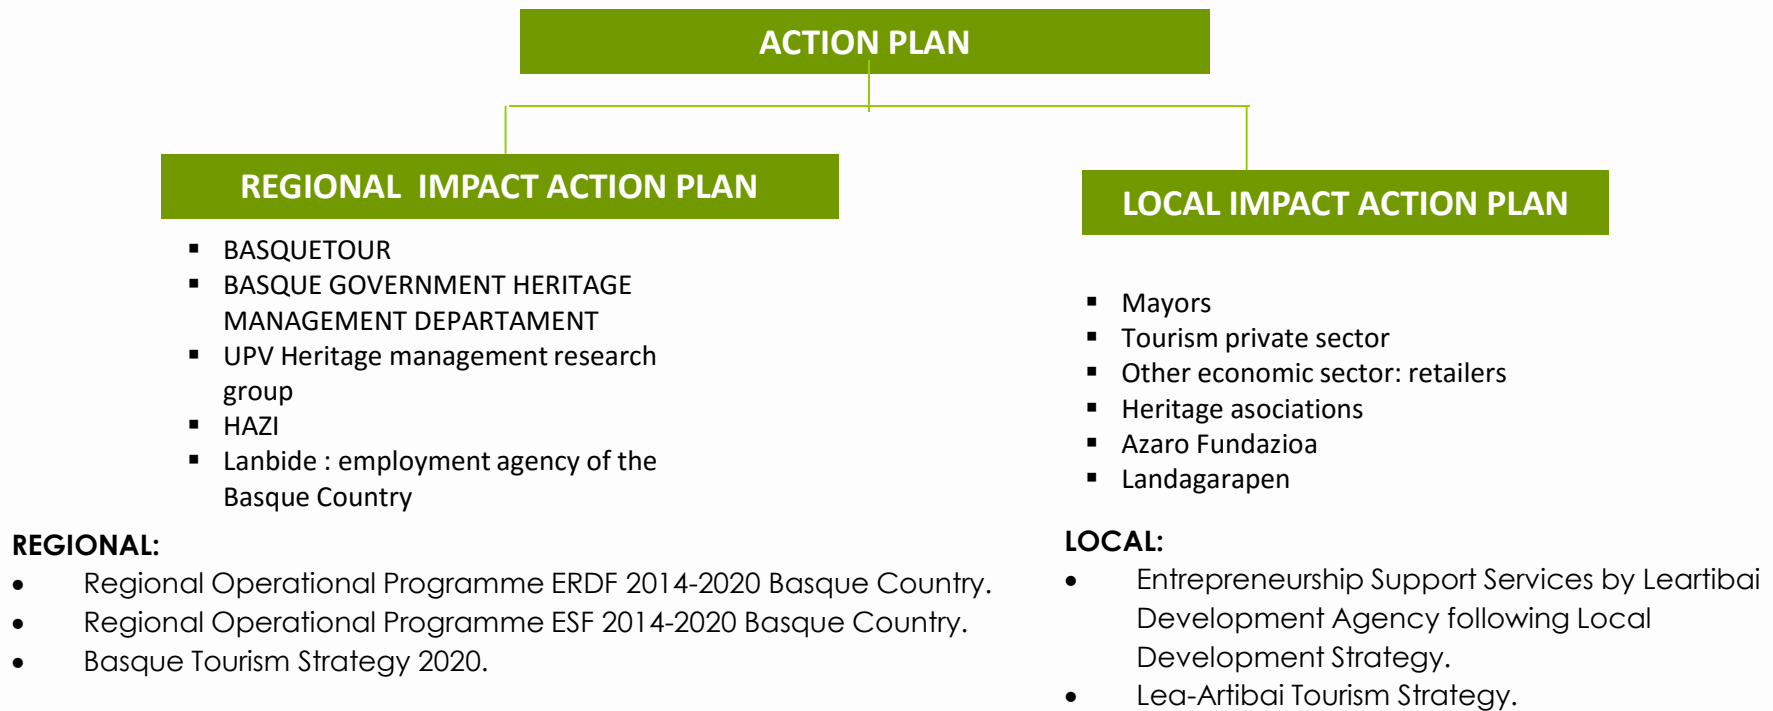 ACTION PLAN
REGIONAL IMPACT ACTION PLAN
▪ BASQUETOUR
▪ BASQUE GOVERNMENT HERITAGE
MANAGEMENT DEPARTAMENT
▪ UPV Heritage management research
group
▪ HAZI
▪ Lanbide : employment agency of the
Basque Country
REGIONAL:
• Regional Operational Programme ERDF 2014-2020 Basque Country.
• Regional Operational Programme ESF 2014-2020 Basque Country.
• Basque Tourism Strategy 2020.
LOCAL IMPACT ACTION PLAN
▪ Mayors
▪ Tourism private sector
▪ Other economic sector: retailers
▪ Heritage asociations
▪ Azaro Fundazioa
▪ Landagarapen
LOCAL:
• Entrepreneurship Support Services by Leartibai
Development Agency following Local
Development Strategy.
• Lea-Artibai Tourism Strategy.